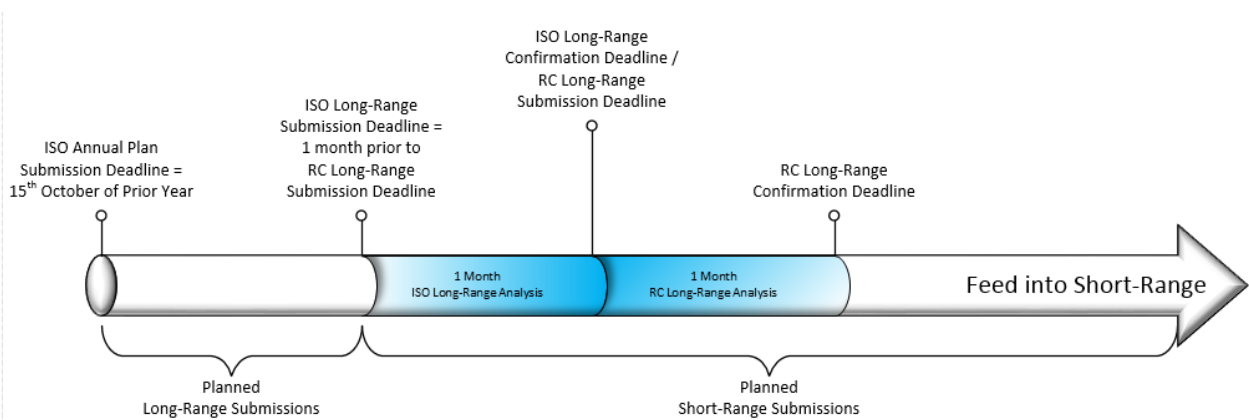 ISO Long-Range
Confirmation Deadline /
RC Long-Range
Submission Deadline
ISO Long-Range
Submission Deadline =
1 month prior to
RC Long-Range
Submission Deadline
ISO Annual Plan
Submission Deadline =
15th October of Prior Year
RC Long-Range
Confirmation Deadline
1 Month
ISO Long-Range Analysis
1 Month
RC Long-Range Analysis
Feed into Short-Range
Planned
Long-Range Submissions
Planned
Short-Range Submissions